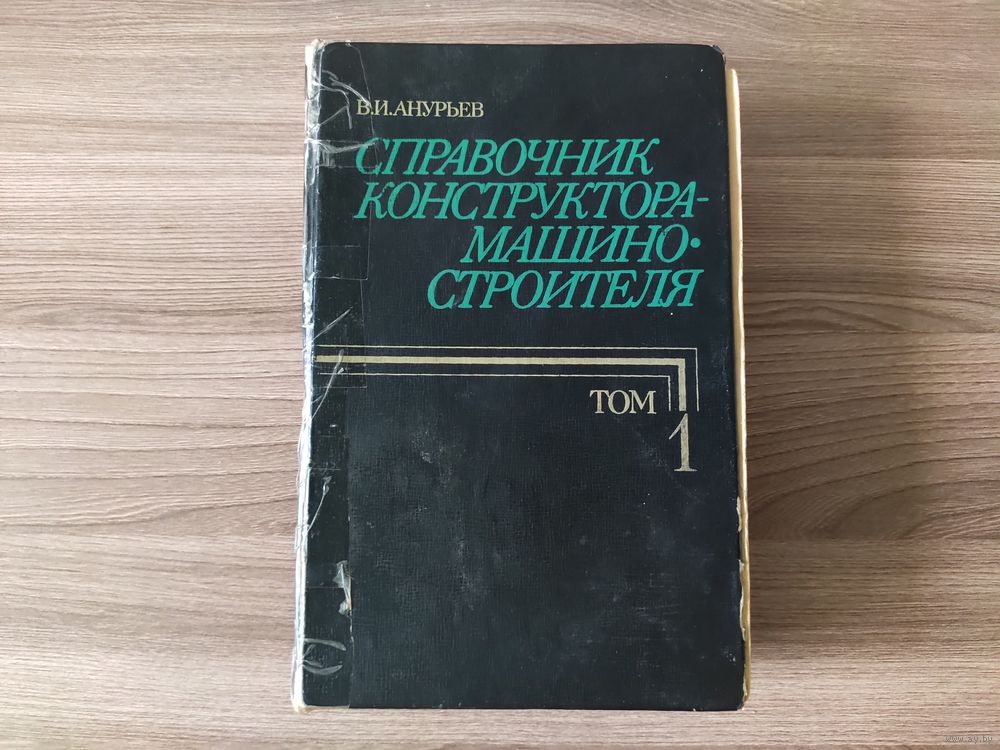 В.И.АНУРЬЕВ
СПРАВОЧНИК
КОНСТРУКТОРА-
МАШИНО•
СТРОИТЕЛЯ
ТОМ
1